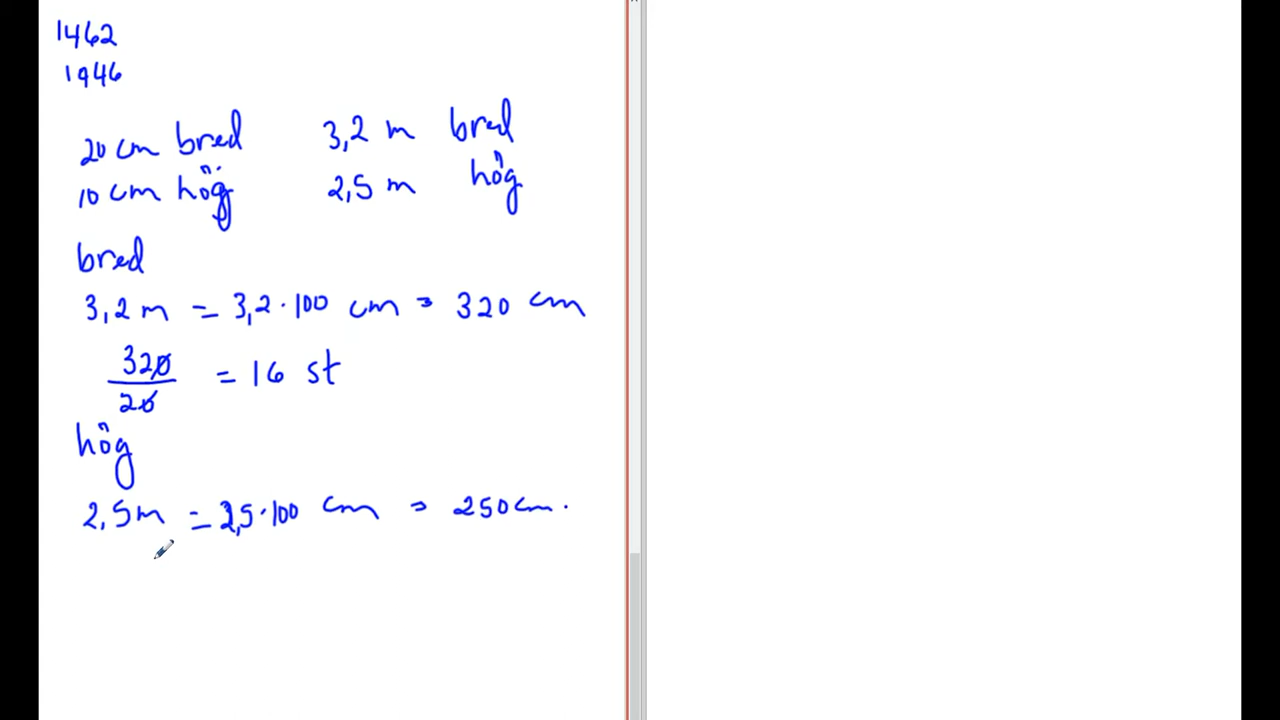 1462
1946
20 cm bred 3,2 m bred
10 cm hög 2,5 m hög
bred
3,2 m = 3,2 · 100 cm = 320 cm
320
20 = 16 st
hög
2,5 m = 2,5 · 100 cm = 250 cm.